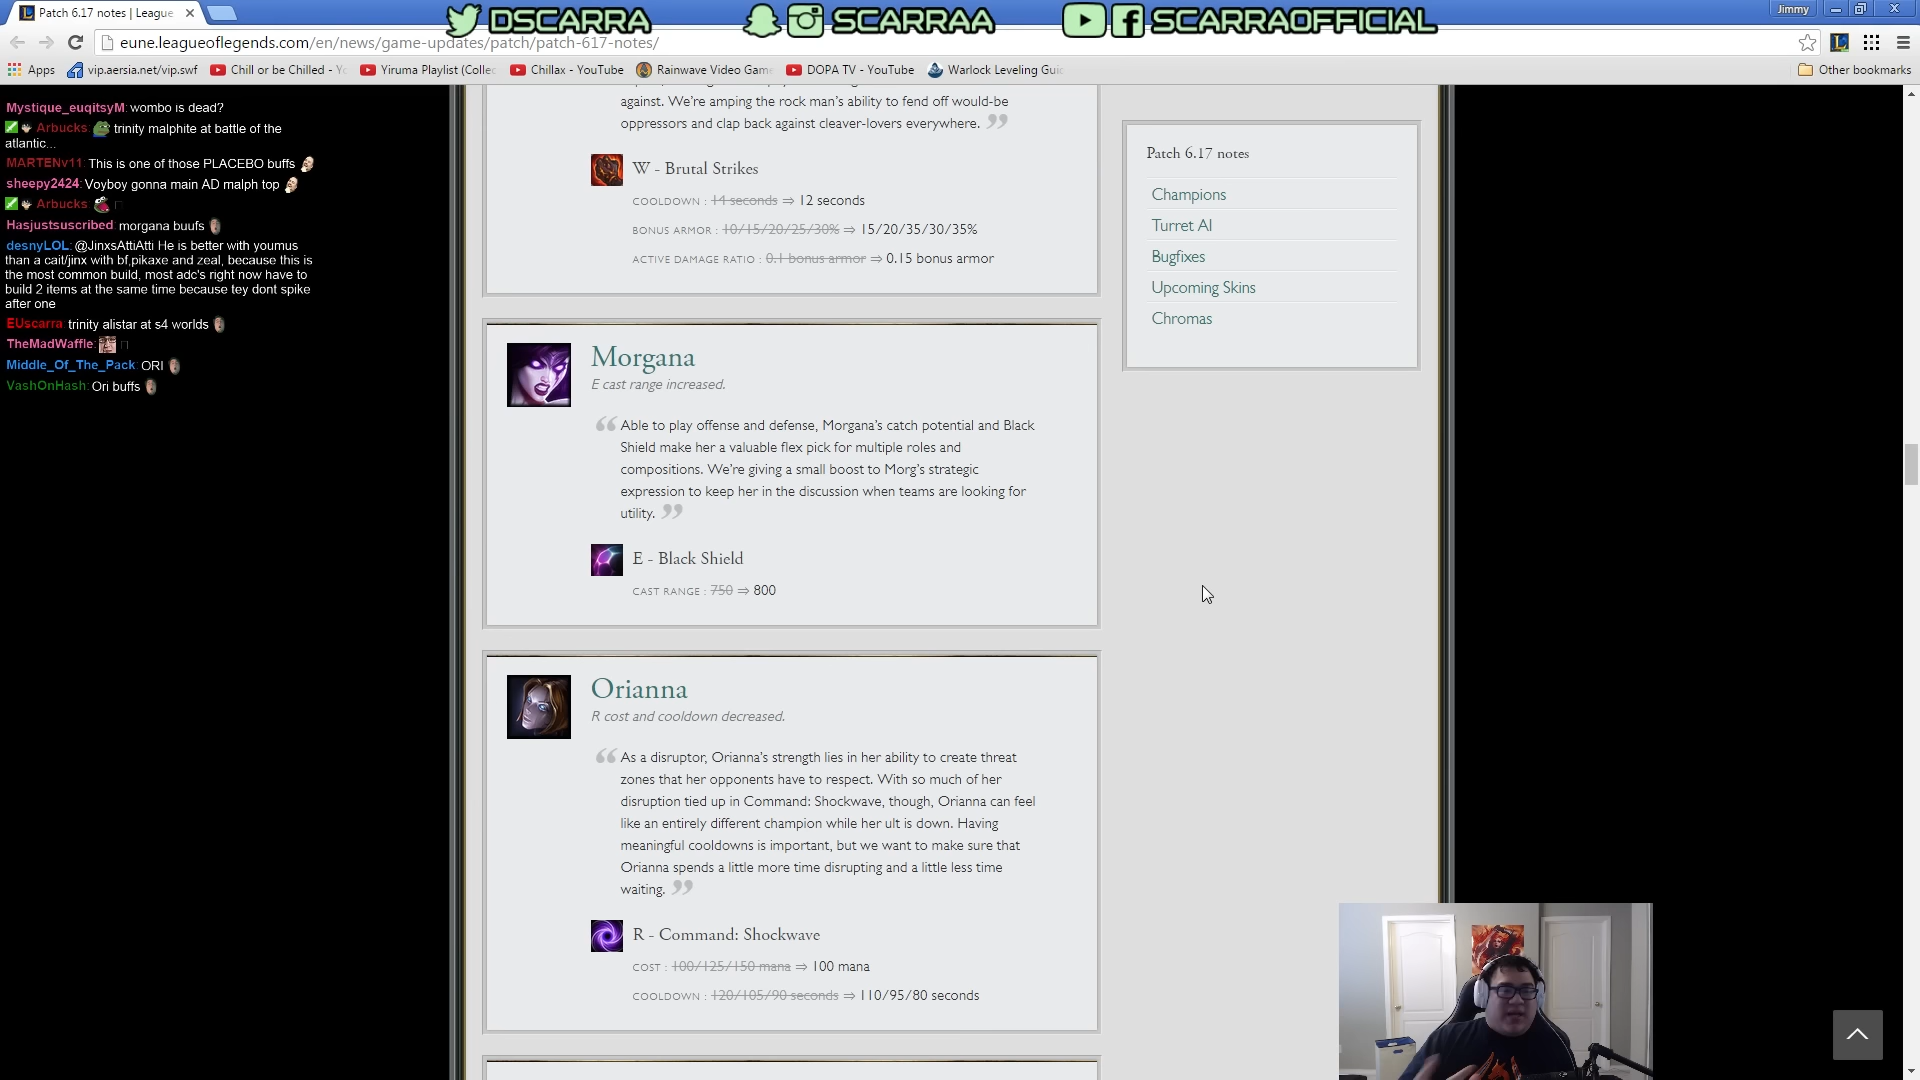 Patch 6.17 notes | League
DSCARRA
SCARRAA
SCARRAOFFICIAL
Jimmy
eune.leagueoflegends.com/en/news/game-updates/patch/patch-617-notes/
Apps
vip.aersia.net/vip.swf
Chill or be Chilled - Yo
Yiruma Playlist (Collec
Chillax - YouTube
Rainwave Video Game
DOPA TV - YouTube
Warlock Leveling Guid
Other bookmarks
Mystique_euqitsyM: wombo is dead?
Arbucks: trinity malphite at battle of the
atlantic...
MARTENv11: This is one of those PLACEBO buffs
sheepy2424: Voyboy gonna main AD malph top
Arbucks:
Hasjustsuscribed: morgana buufs
desnyLOL: @JinxsAttiAtti He is better with youmus
than a cait/jinx with bf,pikaxe and zeal, because this is
the most common build, most adc's right now have to
build 2 items at the same time because tey dont spike
after one
EUscarra: trinity alistar at s4 worlds
TheMadWaffle:
Middle_Of_The_Pack: ORI
VashOnHash: Ori buffs
against. We're amping the rock man's ability to fend off would-be
oppressors and clap back against cleaver-lovers everywhere. ”
W - Brutal Strikes
COOLDOWN : 14 seconds ⇒ 12 seconds
BONUS ARMOR : 10/15/20/25/30% ⇒ 15/20/35/30/35%
ACTIVE DAMAGE RATIO : 0.1 bonus armor ⇒ 0.15 bonus armor
Morgana
E cast range increased.
“ Able to play offense and defense, Morgana's catch potential and Black
Shield make her a valuable flex pick for multiple roles and
compositions. We're giving a small boost to Morg's strategic
expression to keep her in the discussion when teams are looking for
utility. ”
E - Black Shield
CAST RANGE : 750 ⇒ 800
Orianna
R cost and cooldown decreased.
“ As a disruptor, Orianna's strength lies in her ability to create threat
zones that her opponents have to respect. With so much of her
disruption tied up in Command: Shockwave, though, Orianna can feel
like an entirely different champion while her ult is down. Having
meaningful cooldowns is important, but we want to make sure that
Orianna spends a little more time disrupting and a little less time
waiting. ”
R - Command: Shockwave
COST : 100/125/150 mana ⇒ 100 mana
COOLDOWN : 120/105/90 seconds ⇒ 110/95/80 seconds
Patch 6.17 notes
Champions
Turret AI
Bugfixes
Upcoming Skins
Chromas